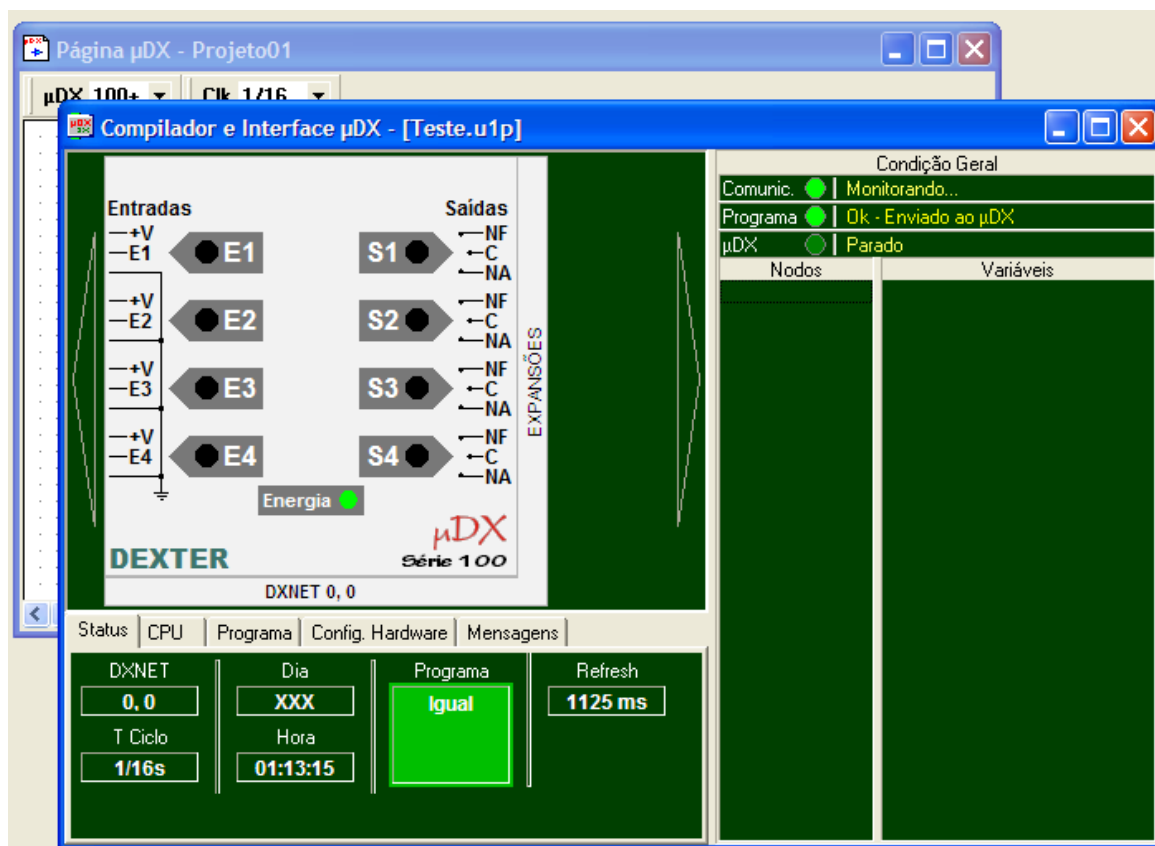 Página µDX - Projeto01
µDX 100+ Clk 1/16
Compilador e Interface µDX - [Teste.u1p]
Entradas Saídas
+V
E1 E1 S1 NF
C
NA
+V
E2 E2 S2 NF
C
NA
+V
E3 E3 S3 NF
C
NA
+V
E4 E4 S4 NF
C
NA
EXPANSÕES
Energia
µDX
DEXTER Série 100
DXNET 0, 0
Condição Geral
Comunic. Monitorando...
Programa Ok - Enviado ao µDX
µDX Parado
Nodos Variáveis
Status CPU Programa Config. Hardware Mensagens
DXNET Dia Programa Refresh
0, 0 XXX Igual 1125 ms
T Ciclo Hora
1/16s 01:13:15